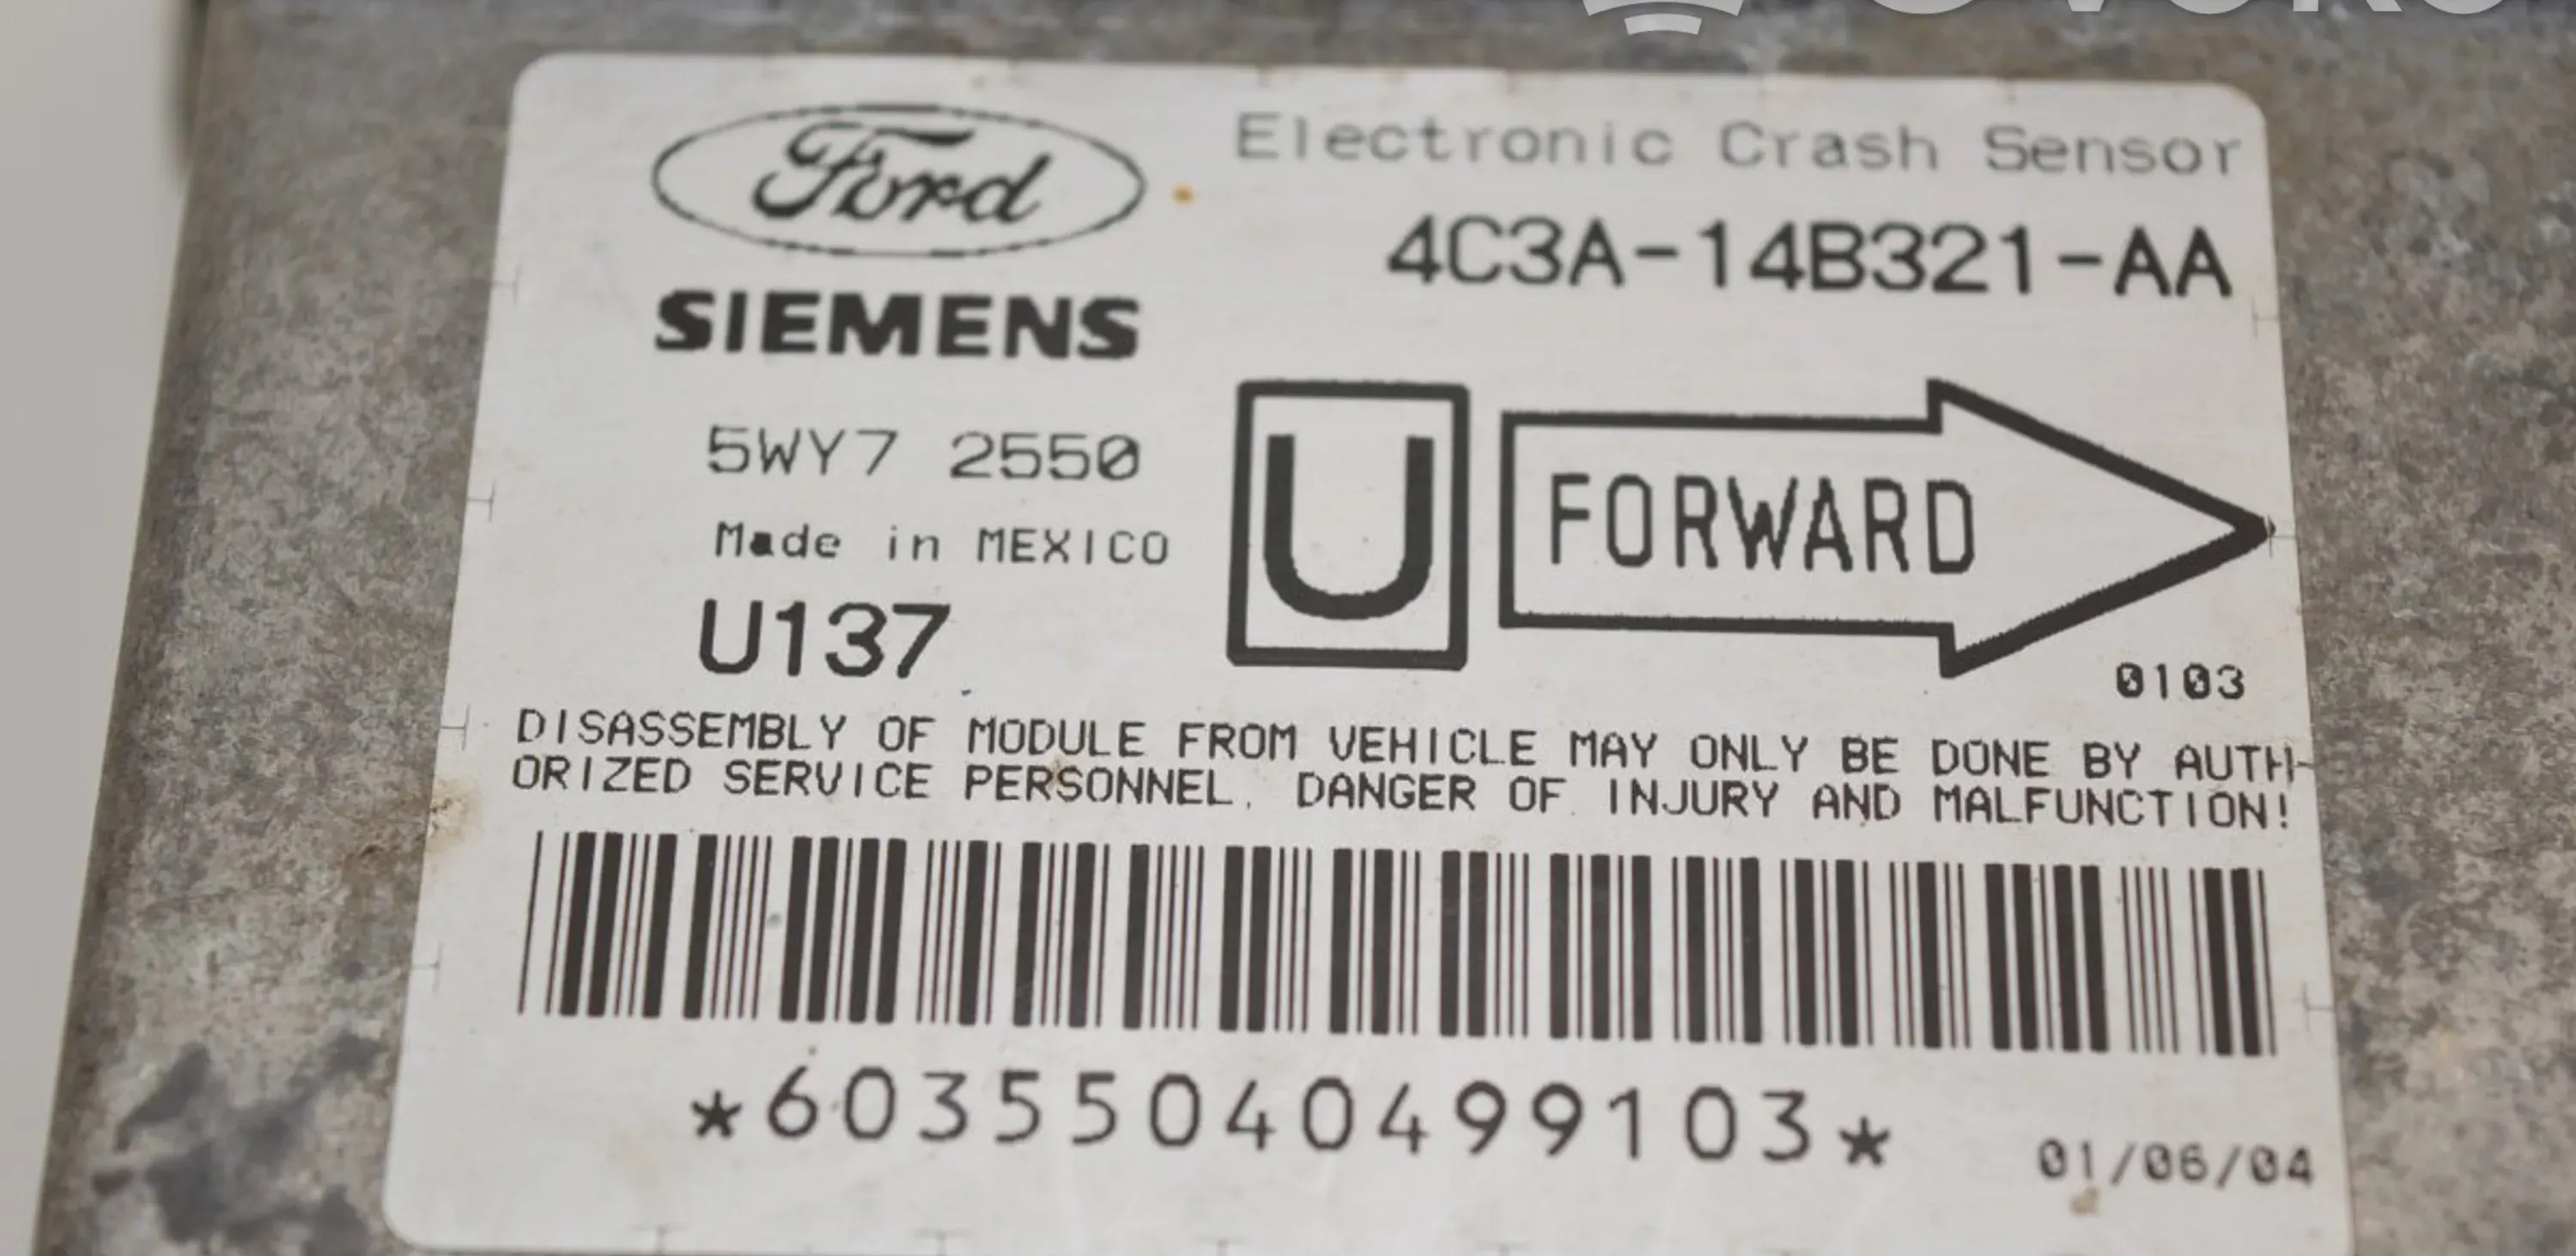 Ford
Electronic Crash Sensor
4C3A-14B321-AA
SIEMENS
5WY7 2550
Made in MEXICO
U137
U
FORWARD
0103
DISASSEMBLY OF MODULE FROM VEHICLE MAY ONLY BE DONE BY AUTH-
ORIZED SERVICE PERSONNEL. DANGER OF INJURY AND MALFUNCTION!
*60355040499103*
01/06/04